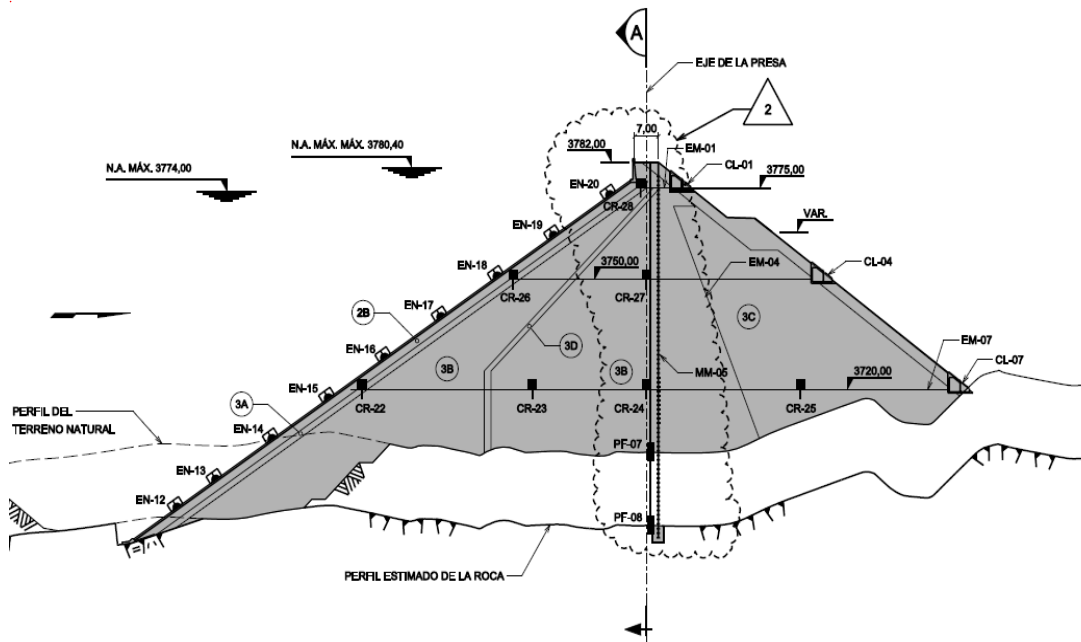 A
EJE DE LA PRESA
2
7,00
N.A. MÁX. MÁX. 3780,40
3782,00
EM-01
CL-01
N.A. MÁX. 3774,00
3775,00
EN-20
CR-28
VAR.
EN-19
EN-18
3750,00
EM-04
CL-04
CR-26
CR-27
EN-17
2B
3C
3D
EN-16
3B
3B
MM-05
EM-07
CL-07
3720,00
EN-15
CR-22
CR-23
CR-24
CR-25
3A
PERFIL DEL
TERRENO NATURAL
EN-14
PF-07
EN-13
EN-12
PF-08
PERFIL ESTIMADO DE LA ROCA